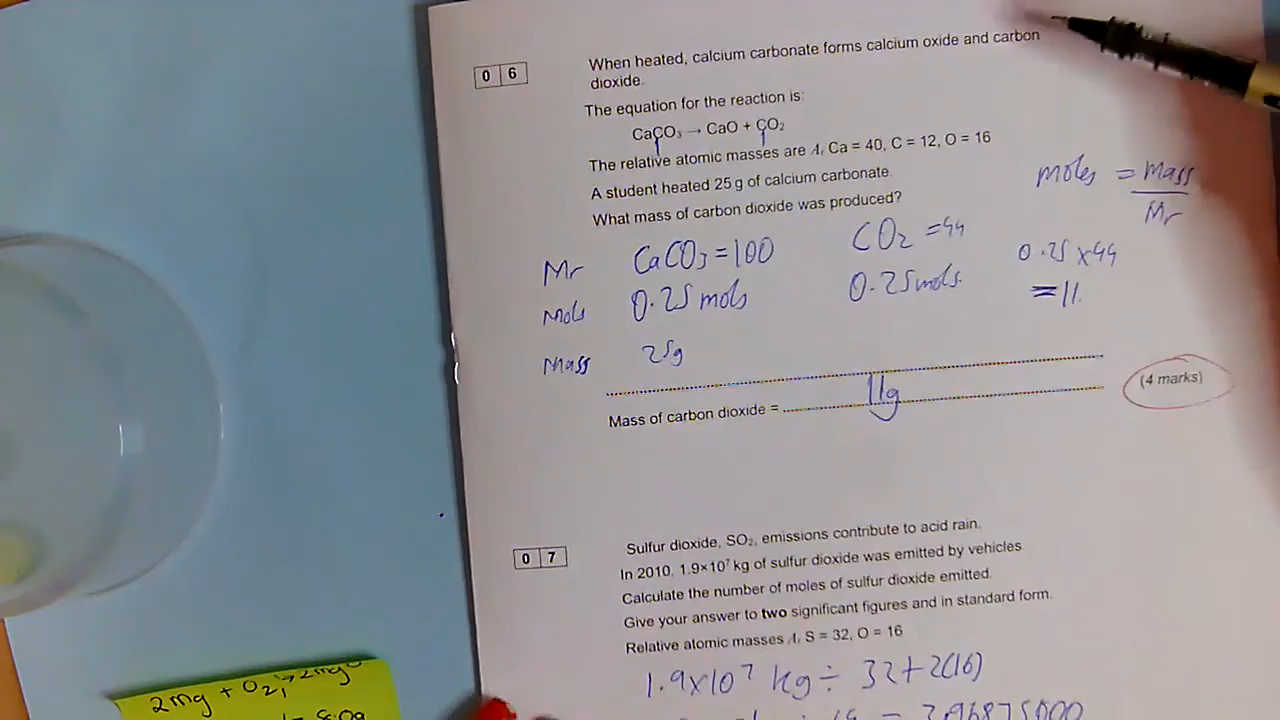 0 6
When heated, calcium carbonate forms calcium oxide and carbon
dioxide.
The equation for the reaction is:
CaCO₃ → CaO + CO₂
The relative atomic masses are Aᵣ Ca = 40, C = 12, O = 16
A student heated 25 g of calcium carbonate.
What mass of carbon dioxide was produced?
moles = mass
Mr
Mr CaCO₃ = 100 CO₂ = 44
0.25 x 44
Mols 0.25 mols 0.25 mols.
= 11.
Mass 25g
(4 marks)
Mass of carbon dioxide = 11g
0 7
Sulfur dioxide, SO₂, emissions contribute to acid rain.
In 2010, 1.9×10⁷ kg of sulfur dioxide was emitted by vehicles
Calculate the number of moles of sulfur dioxide emitted.
Give your answer to two significant figures and in standard form.
Relative atomic masses Aᵣ S = 32, O = 16
1.9x10⁷ kg ÷ 32+2(16)
2mg + O₂